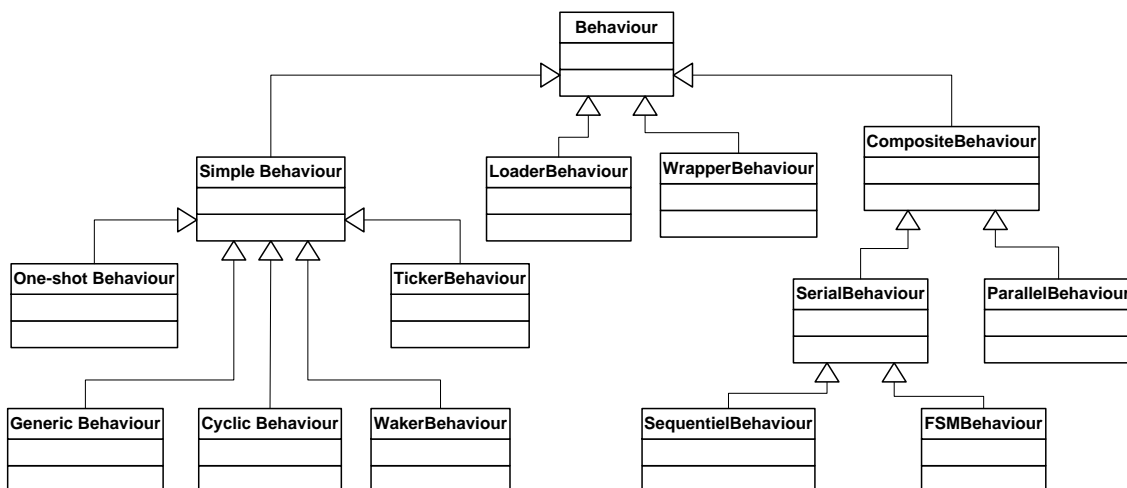 Behaviour
CompositeBehaviour
Simple Behaviour
LoaderBehaviour
WrapperBehaviour
One-shot Behaviour
TickerBehaviour
SerialBehaviour
ParallelBehaviour
Generic Behaviour
Cyclic Behaviour
WakerBehaviour
SequentielBehaviour
FSMBehaviour